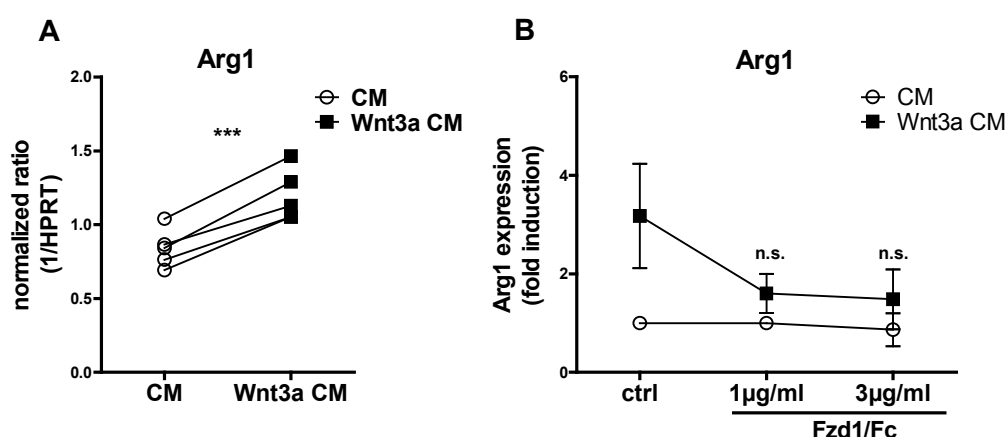 A
Arg1
2.0
1.5
1.0
0.5
0.0
normalized ratio
(1/HPRT)
***
CM
Wnt3a CM
CM
Wnt3a CM
B
Arg1
6
4
2
0
Arg1 expression
(fold induction)
CM
Wnt3a CM
n.s.
n.s.
ctrl
1µg/ml
3µg/ml
Fzd1/Fc